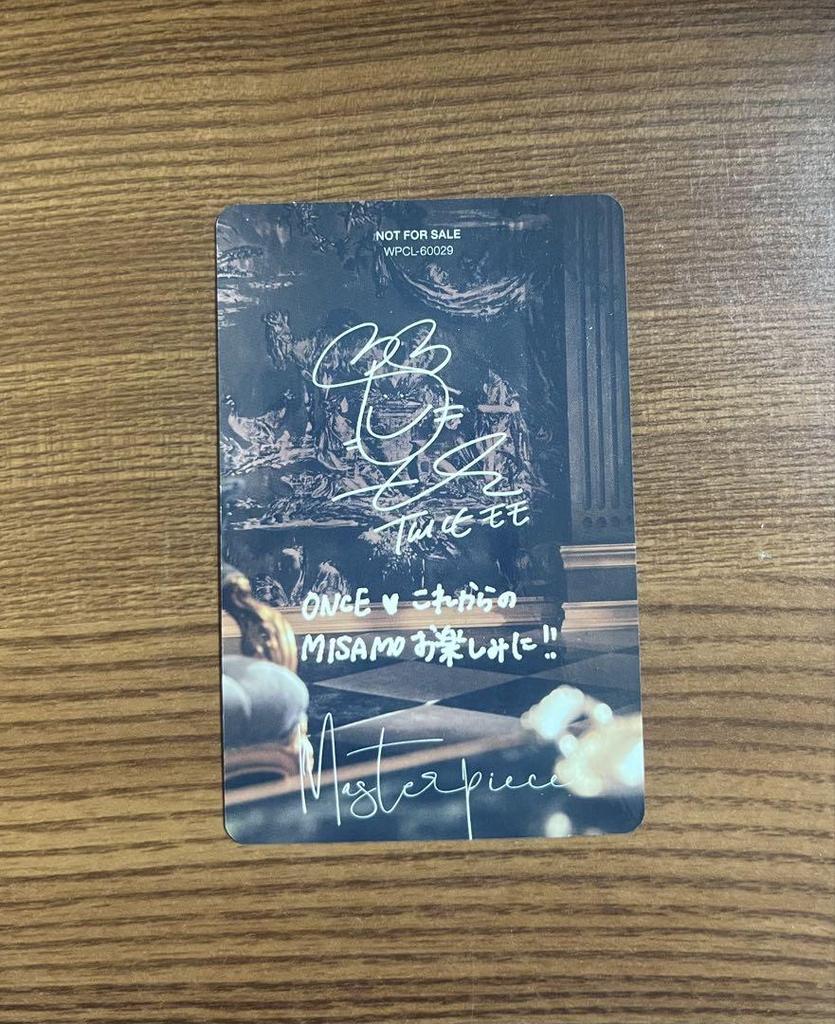 NOT FOR SALE
WPCL-60029
TWICE モモ
ONCE ♥ これからの
MISAMO お楽しみに!!
Masterpiece